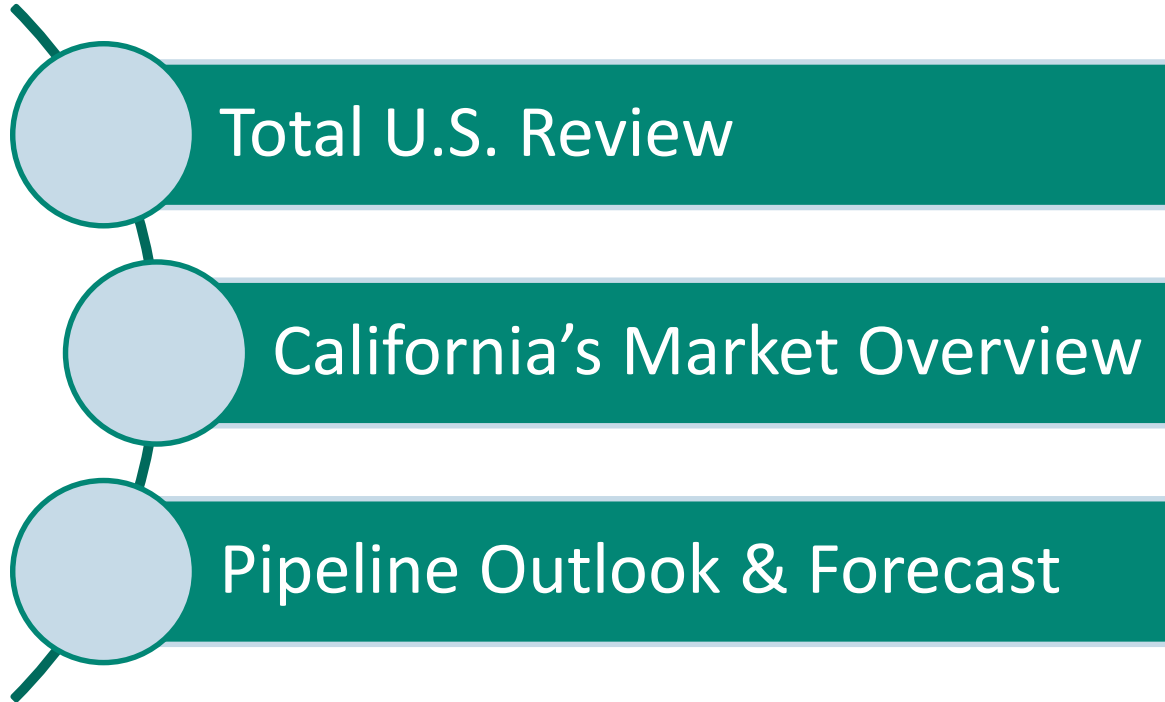 Total U.S. Review
California’s Market Overview
Pipeline Outlook & Forecast